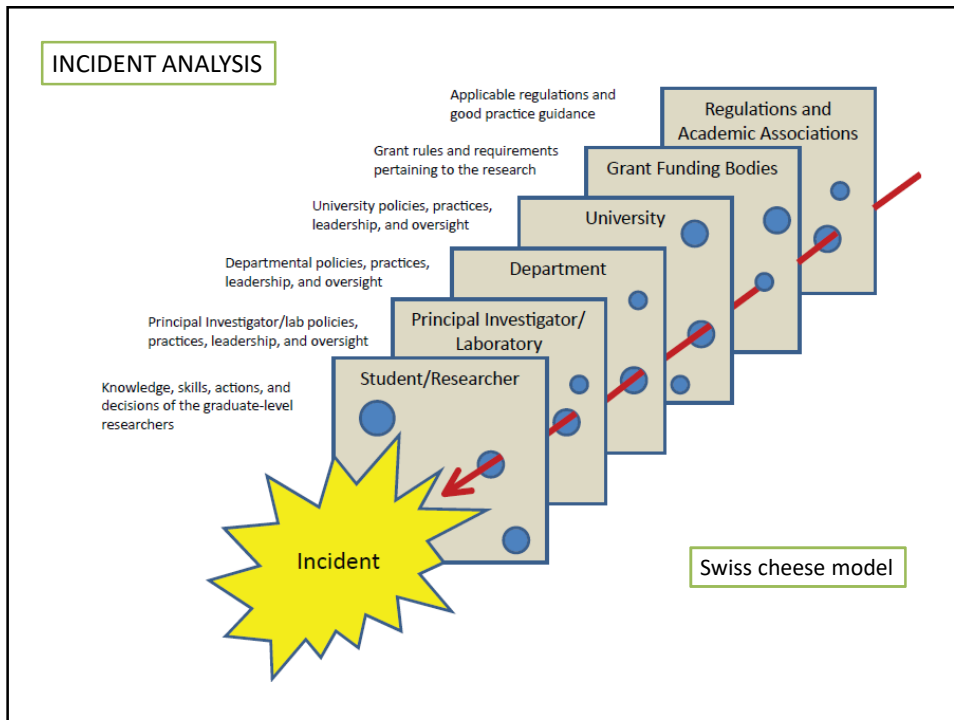 INCIDENT ANALYSIS
Applicable regulations and
good practice guidance
Regulations and
Academic Associations
Grant rules and requirements
pertaining to the research
Grant Funding Bodies
University policies, practices,
leadership, and oversight
University
Departmental policies, practices,
leadership, and oversight
Department
Principal Investigator/lab policies,
practices, leadership, and oversight
Principal Investigator/
Laboratory
Knowledge, skills, actions, and
decisions of the graduate-level
researchers
Student/Researcher
Incident
Swiss cheese model